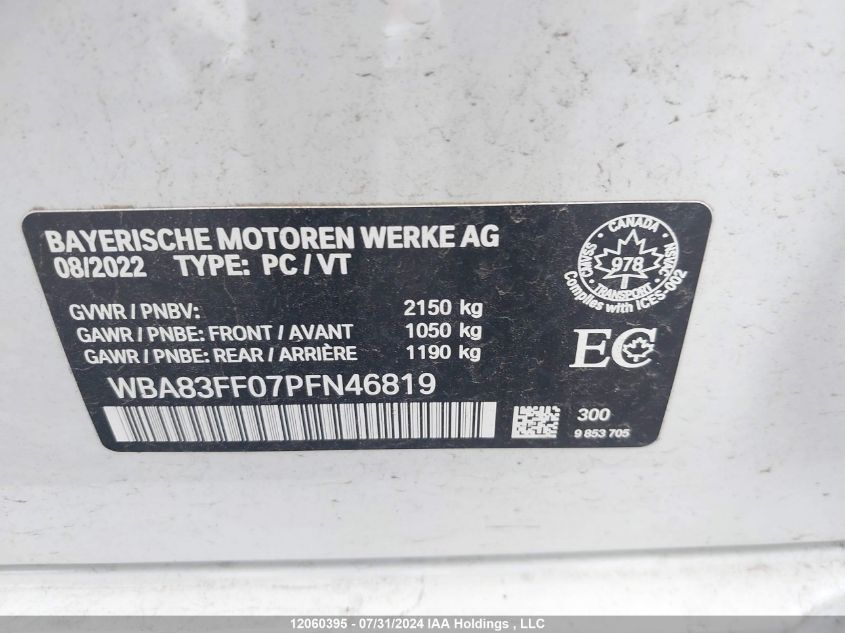 BAYERISCHE MOTOREN WERKE AG
08/2022 TYPE: PC / VT
GVWR / PNBV: 2150 kg
GAWR / PNBE: FRONT / AVANT 1050 kg
GAWR / PNBE: REAR / ARRIÈRE 1190 kg
WBA83FF07PFN46819
CANADA
CMVSS
978
NSVAC
TRANSPORT
Complies with ICES-002
EC
300
9 853 705
12060395 - 07/31/2024 IAA Holdings , LLC